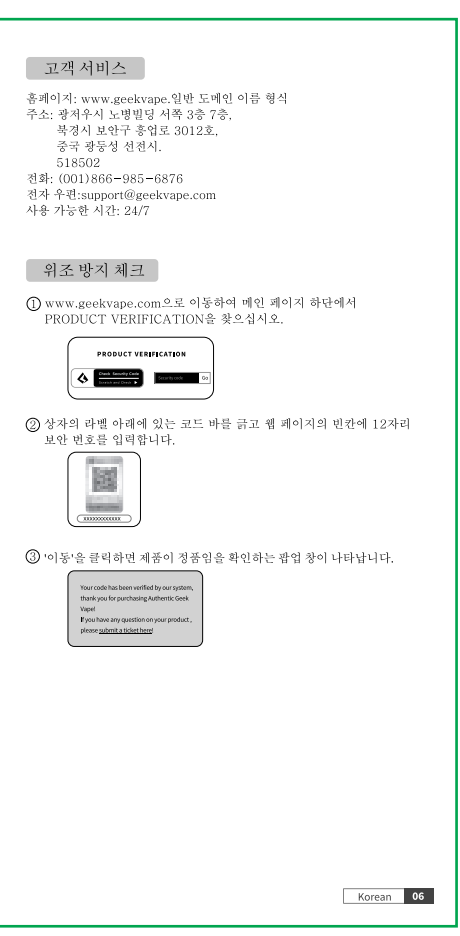 고객 서비스
홈페이지: www.geekvape.일반 도메인 이름 형식
주소: 광저우시 노병빌딩 서쪽 3층 7층,
북경시 보안구 흥업로 3012호,
중국 광둥성 선전시.
518502
전화: (001)866-985-6876
전자 우편:support@geekvape.com
사용 가능한 시간: 24/7
위조 방지 체크
① www.geekvape.com으로 이동하여 메인 페이지 하단에서
PRODUCT VERIFICATION을 찾으십시오.
PRODUCT VERIFICATION
Check Security Code
Scratch and Check
Security code
Go
② 상자의 라벨 아래에 있는 코드 바를 긁고 웹 페이지의 빈칸에 12자리
보안 번호를 입력합니다.
XXXXXXXXXXXX
③ '이동'을 클릭하면 제품이 정품임을 확인하는 팝업 창이 나타납니다.
Your code has been verified by our system,
thank you for purchasing Authentic Geek
Vape!
If you have any question on your product ,
please submit a ticket here!
Korean 06